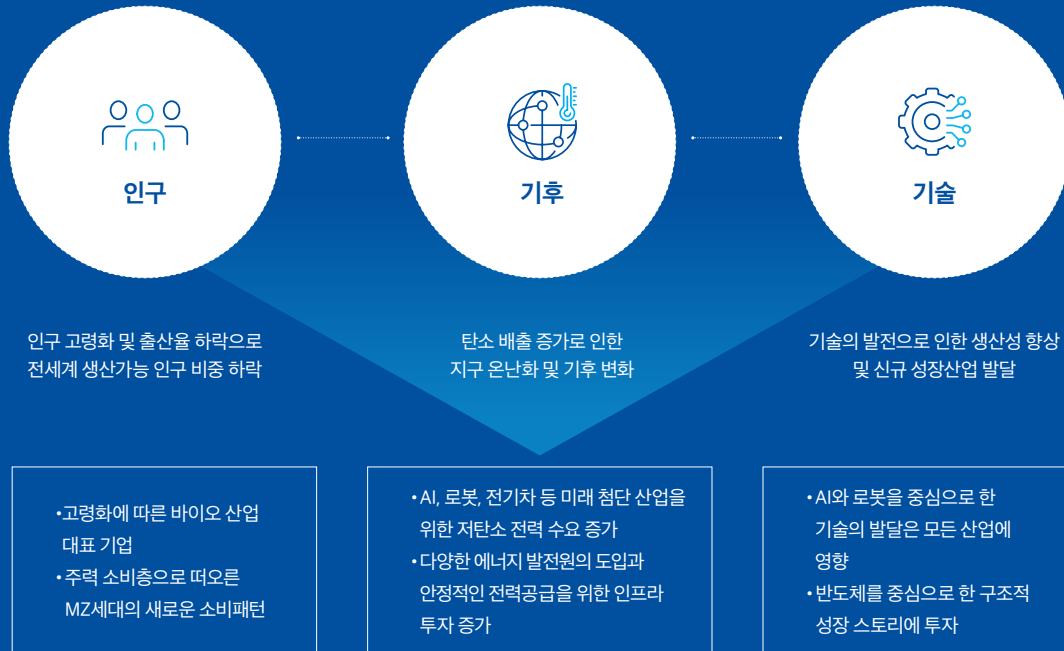 인구
기후
기술
인구 고령화 및 출산율 하락으로
전세계 생산가능 인구 비중 하락
탄소 배출 증가로 인한
지구 온난화 및 기후 변화
기술의 발전으로 인한 생산성 향상
및 신규 성장산업 발달
•고령화에 따른 바이오 산업
대표 기업
• 주력 소비층으로 떠오른
MZ세대의 새로운 소비패턴
• AI, 로봇, 전기차 등 미래 첨단 산업을
위한 저탄소 전력 수요 증가
• 다양한 에너지 발전원의 도입과
안정적인 전력공급을 위한 인프라
투자 증가
• AI와 로봇을 중심으로 한
기술의 발달은 모든 산업에
영향
• 반도체를 중심으로 한 구조적
성장 스토리에 투자